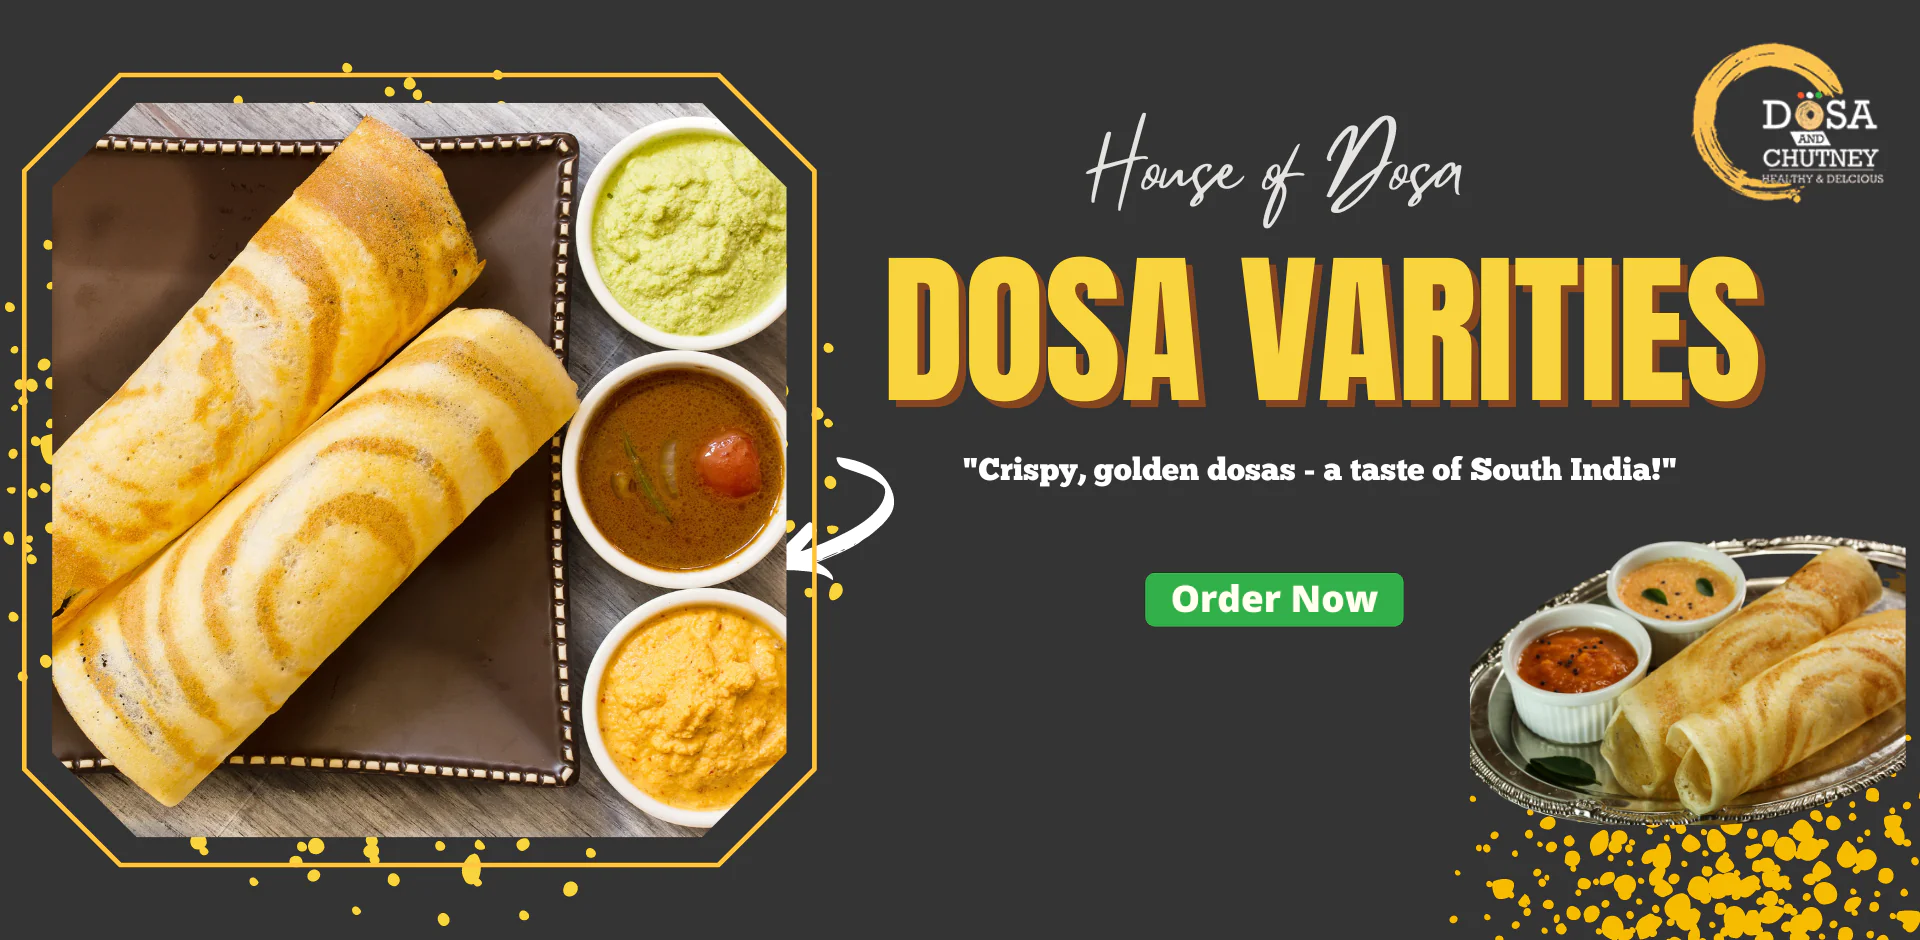 House of Dosa
DOSA
AND
CHUTNEY
HEALTHY & DELCIOUS
DOSA VARITIES
"Crispy, golden dosas - a taste of South India!"
Order Now